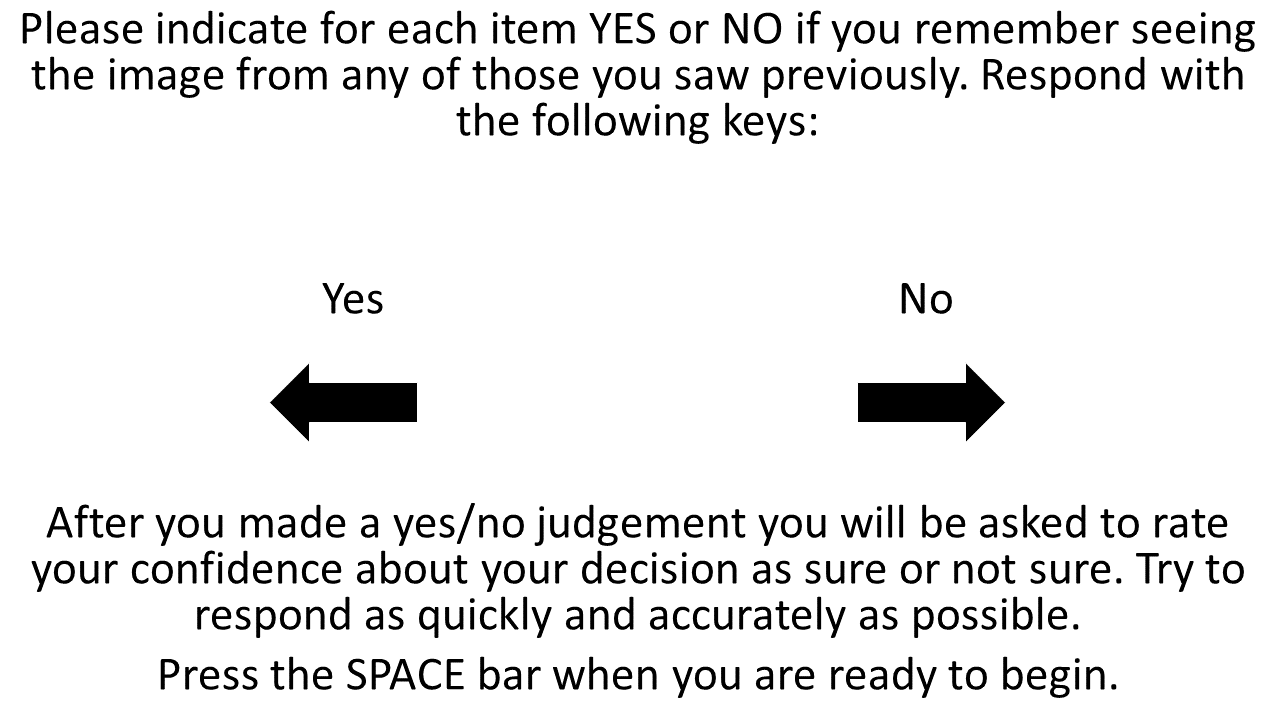 Please indicate for each item YES or NO if you remember seeing
the image from any of those you saw previously. Respond with
the following keys:
Yes
No
After you made a yes/no judgement you will be asked to rate
your confidence about your decision as sure or not sure. Try to
respond as quickly and accurately as possible.
Press the SPACE bar when you are ready to begin.